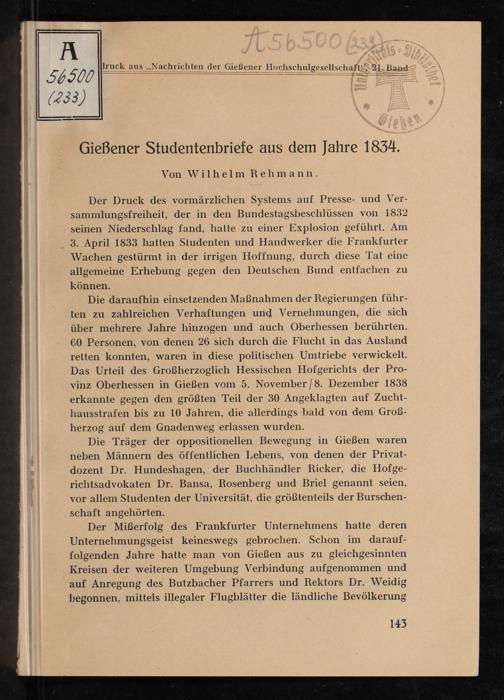 A 56500 (233)
A
56500
(233)
druck aus „Nachrichten der Gießener Hochschulgesellschaft", 21. Band
Universitäts-Bibliothek
Gießen
Gießener Studentenbriefe aus dem Jahre 1834.
Von Wilhelm Rehmann.
Der Druck des vormärzlichen Systems auf Presse- und Ver-
sammlungsfreiheit, der in den Bundestagsbeschlüssen von 1832
seinen Niederschlag fand, hatte zu einer Explosion geführt. Am
3. April 1833 hatten Studenten und Handwerker die Frankfurter
Wachen gestürmt in der irrigen Hoffnung, durch diese Tat eine
allgemeine Erhebung gegen den Deutschen Bund entfachen zu
können.
Die daraufhin einsetzenden Maßnahmen der Regierungen führ-
ten zu zahlreichen Verhaftungen und Vernehmungen, die sich
über mehrere Jahre hinzogen und auch Oberhessen berührten.
60 Personen, von denen 26 sich durch die Flucht in das Ausland
retten konnten, waren in diese politischen Umtriebe verwickelt.
Das Urteil des Großherzoglich Hessischen Hofgerichts der Pro-
vinz Oberhessen in Gießen vom 5. November/8. Dezember 1838
erkannte gegen den größten Teil der 30 Angeklagten auf Zucht-
hausstrafen bis zu 10 Jahren, die allerdings bald von dem Groß-
herzog auf dem Gnadenweg erlassen wurden.
Die Träger der oppositionellen Bewegung in Gießen waren
neben Männern des öffentlichen Lebens, von denen der Privat-
dozent Dr. Hundeshagen, der Buchhändler Ricker, die Hofge-
richtsadvokaten Dr. Bansa, Rosenberg und Briel genannt seien,
vor allem Studenten der Universität, die größtenteils der Burschen-
schaft angehörten.
Der Mißerfolg des Frankfurter Unternehmens hatte deren
Unternehmungsgeist keineswegs gebrochen. Schon im darauf-
folgenden Jahre hatte man von Gießen aus zu gleichgesinnten
Kreisen der weiteren Umgebung Verbindung aufgenommen und
auf Anregung des Butzbacher Pfarrers und Rektors Dr. Weidig
begonnen, mittels illegaler Flugblätter die ländliche Bevölkerung
143